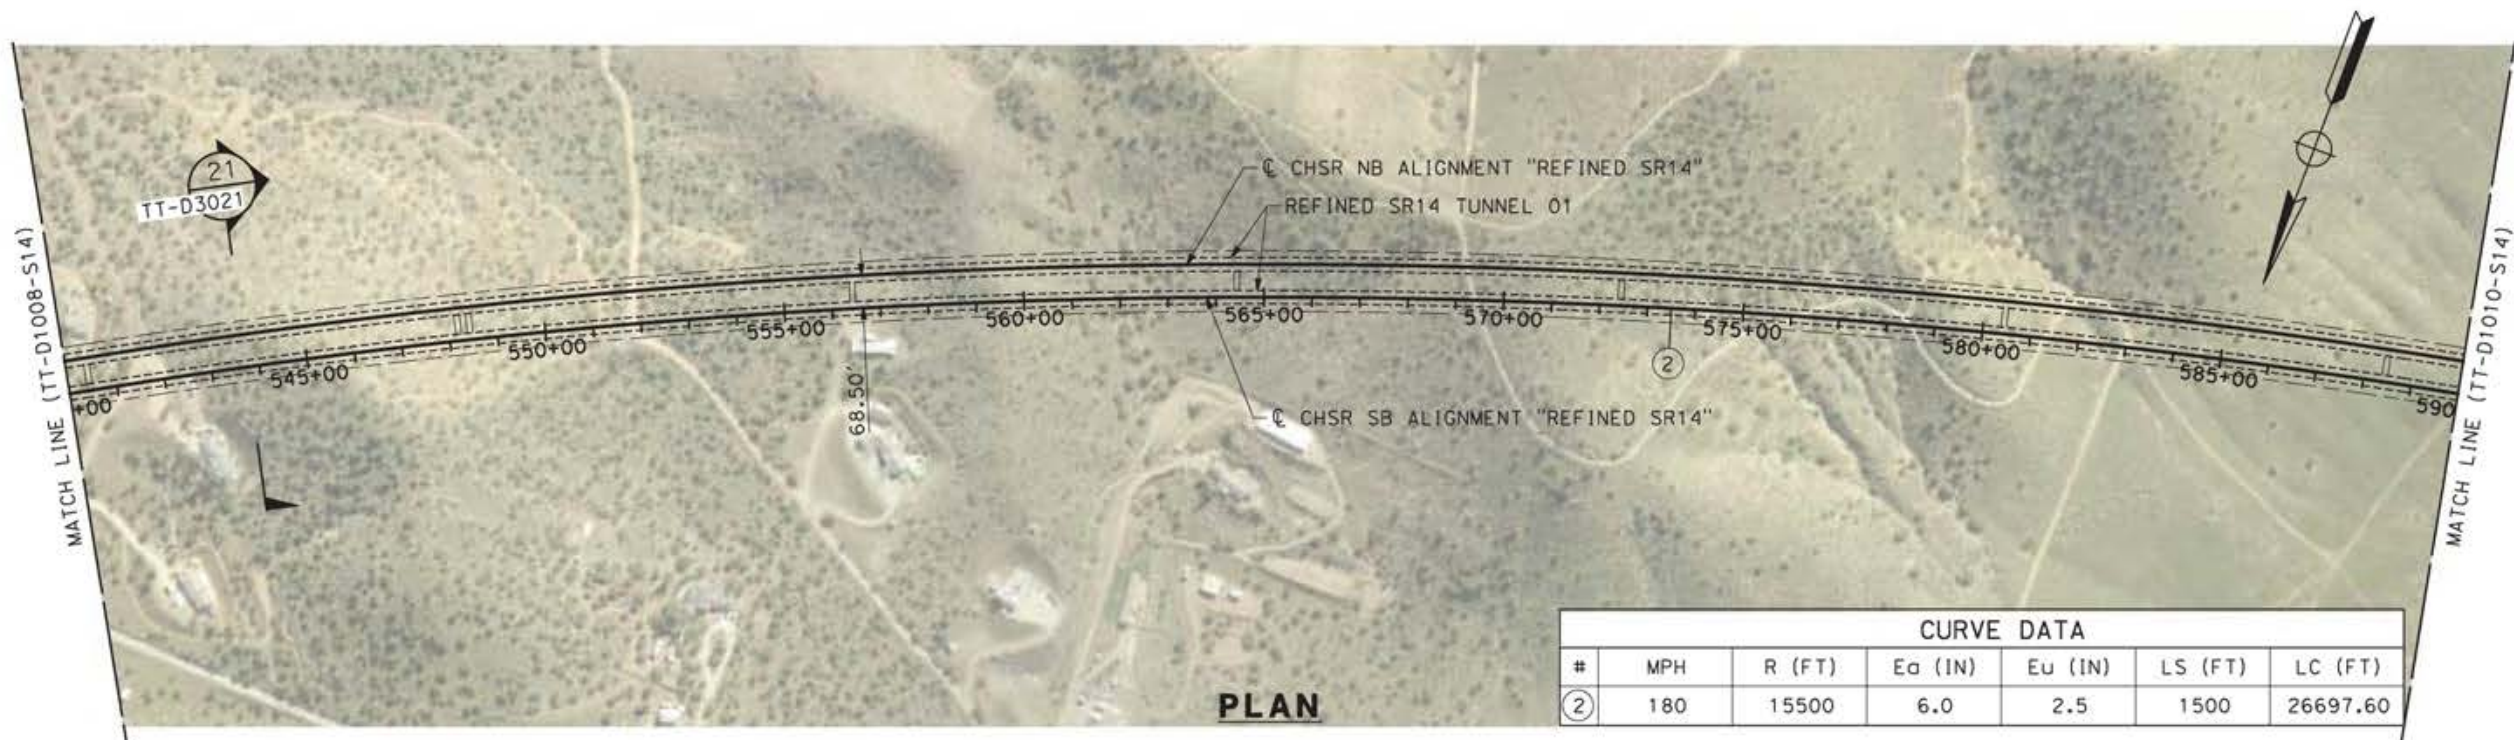 21
TT-D3021
MATCH LINE (TT-D1008-S14)
℄ CHSR NB ALIGNMENT "REFINED SR14"
REFINED SR14 TUNNEL 01
+00
545+00
550+00
555+00
560+00
565+00
570+00
575+00
580+00
585+00
590
68.50'
2
℄ CHSR SB ALIGNMENT "REFINED SR14"
MATCH LINE (TT-D1010-S14)
PLAN
CURVE DATA
# MPH R (FT) Ea (IN) Eu (IN) LS (FT) LC (FT)
2 180 15500 6.0 2.5 1500 26697.60